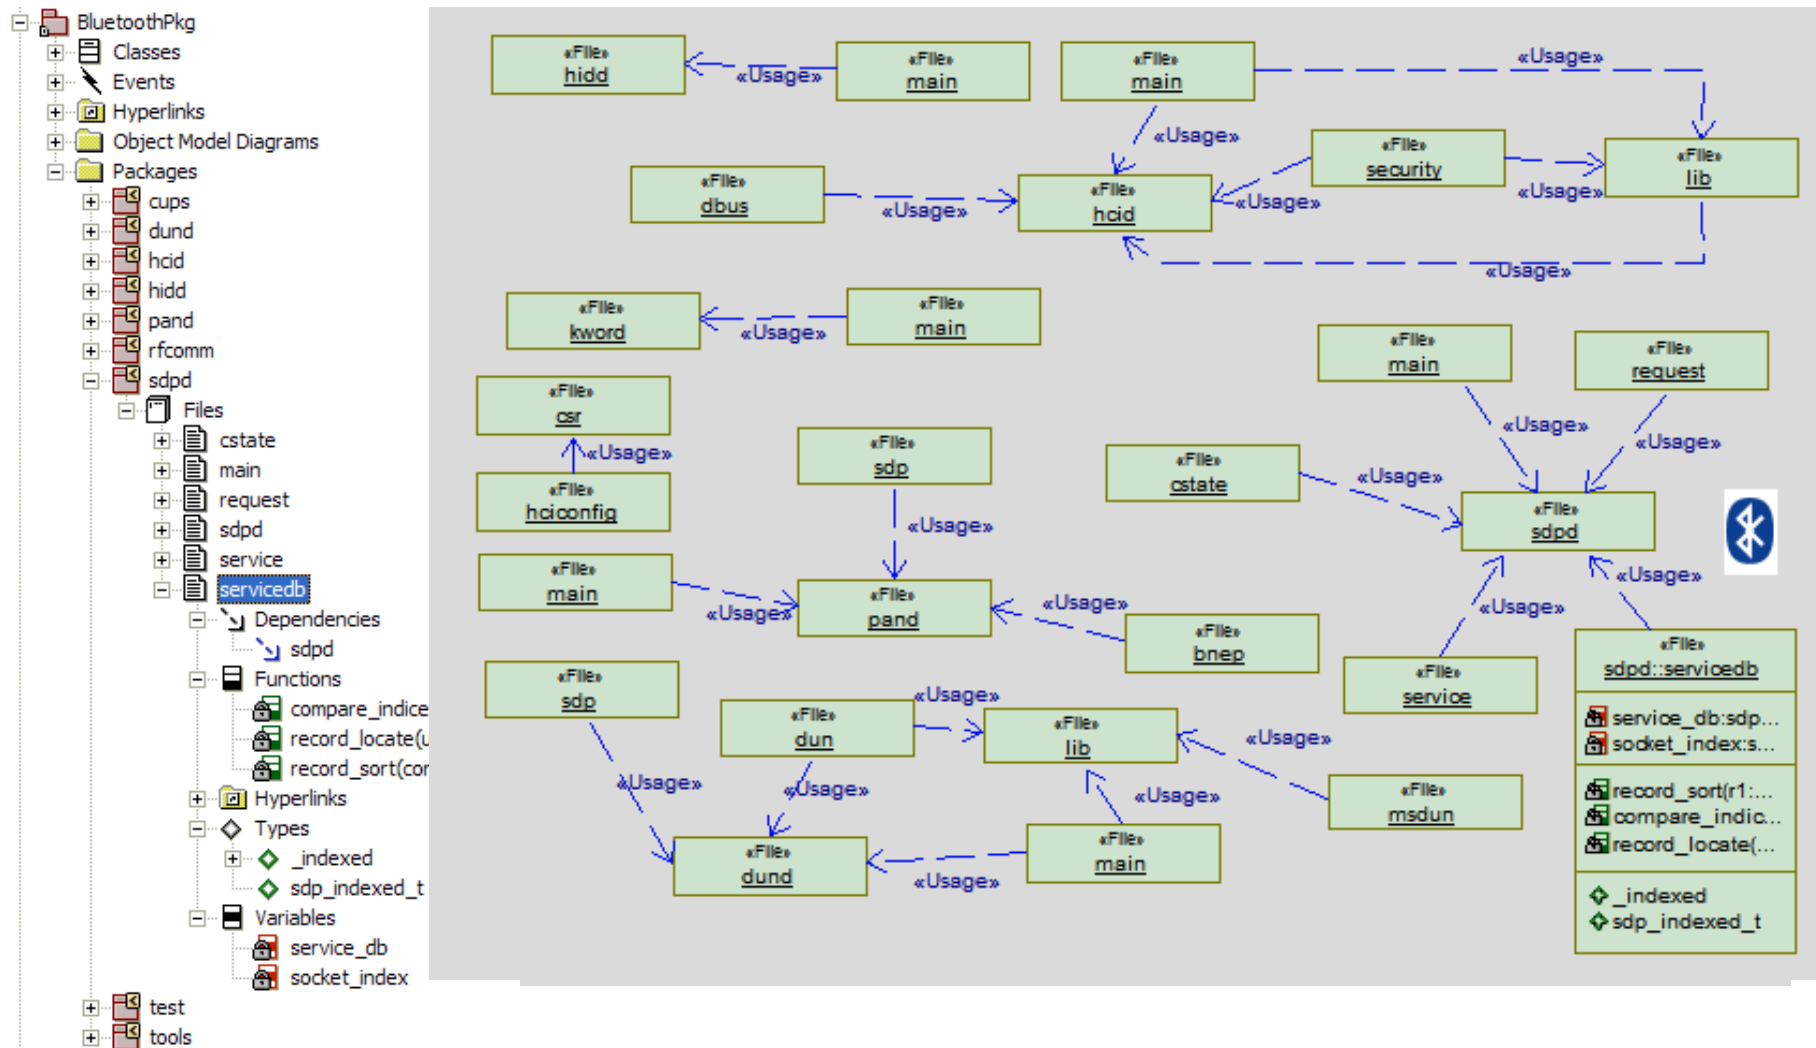 BluetoothPkg
Classes
Events
Hyperlinks
Object Model Diagrams
Packages
cups
dund
hcid
hidd
pand
rfcomm
sdpd
Files
cstate
main
request
sdpd
service
servicedb
Dependencies
sdpd
Functions
compare_indice
record_locate(u
record_sort(cor
Hyperlinks
Types
_indexed
sdp_indexed_t
Variables
service_db
socket_index
test
tools
«File»
hidd
«Usage»
«File»
main
«File»
main
«Usage»
«Usage»
«File»
security
«File»
lib
«Usage»
«File»
dbus
«Usage»
«File»
hcid
«Usage»
«Usage»
«File»
kword
«Usage»
«File»
main
«File»
main
«File»
request
«File»
csr
«Usage»
«File»
hciconfig
«File»
sdp
«Usage»
«Usage»
«Usage»
«File»
cstate
«Usage»
«File»
sdpd
«File»
main
«Usage»
«File»
pand
«Usage»
«File»
bnep
«Usage»
«Usage»
«File»
service
«File»
sdpd::servicedb
service_db:sdp...
socket_index:s...
record_sort(r1:...
compare_indic...
record_locate(...
_indexed
sdp_indexed_t
«File»
sdp
«Usage»
«File»
dun
«Usage»
«File»
lib
«Usage»
«Usage»
«Usage»
«File»
msdun
«File»
dund
«Usage»
«File»
main